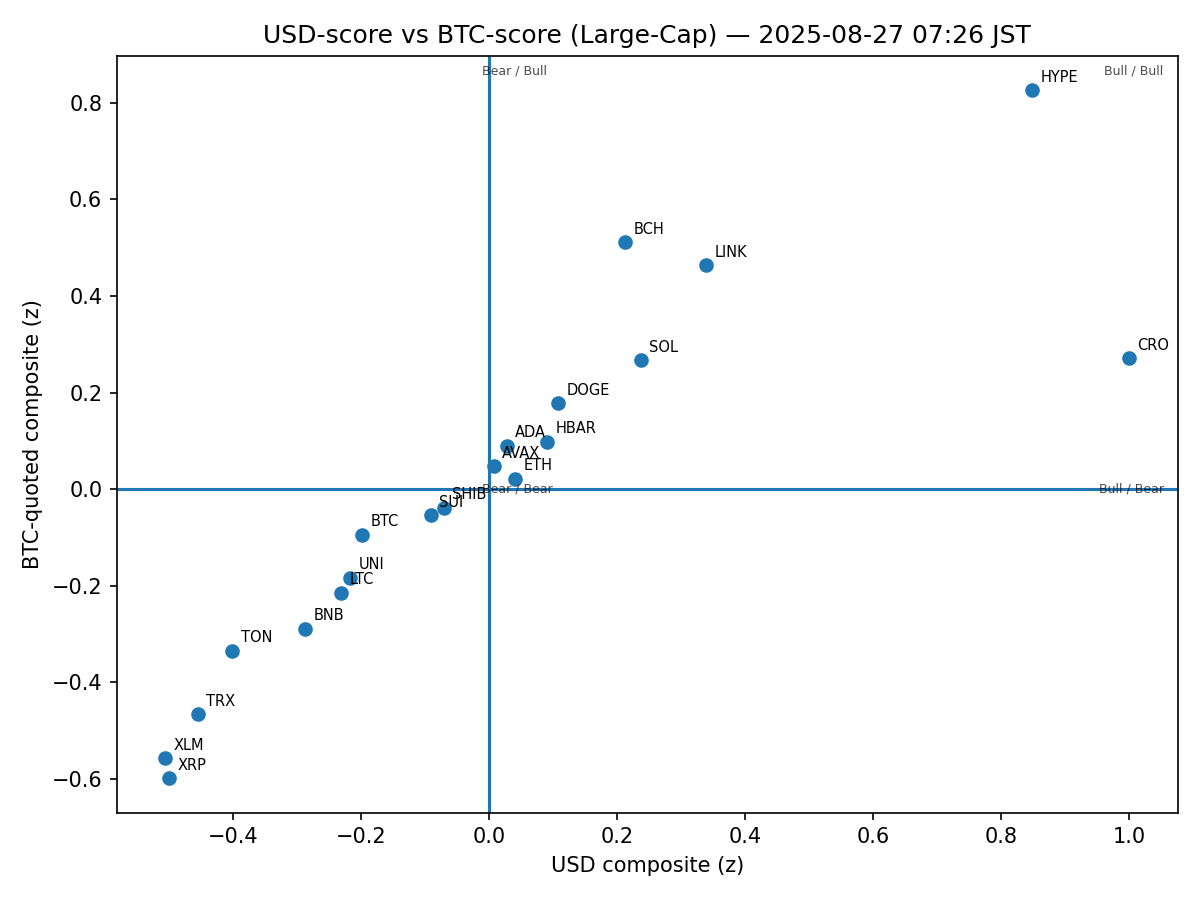 USD-score vs BTC-score (Large-Cap) — 2025-08-27 07:26 JST
Bear / Bull
Bull / Bull
HYPE
0.8
0.6
BCH
LINK
0.4
SOL
CRO
DOGE
0.2
HBAR
ADA
AVAX
ETH
0.0
Bear / Bear
Bull / Bear
SHIB
SUI
BTC
UNI
LTC
−0.2
BNB
TON
−0.4
TRX
XLM
XRP
−0.6
BTC-quoted composite (z)
−0.4
−0.2
0.0
0.2
0.4
0.6
0.8
1.0
USD composite (z)